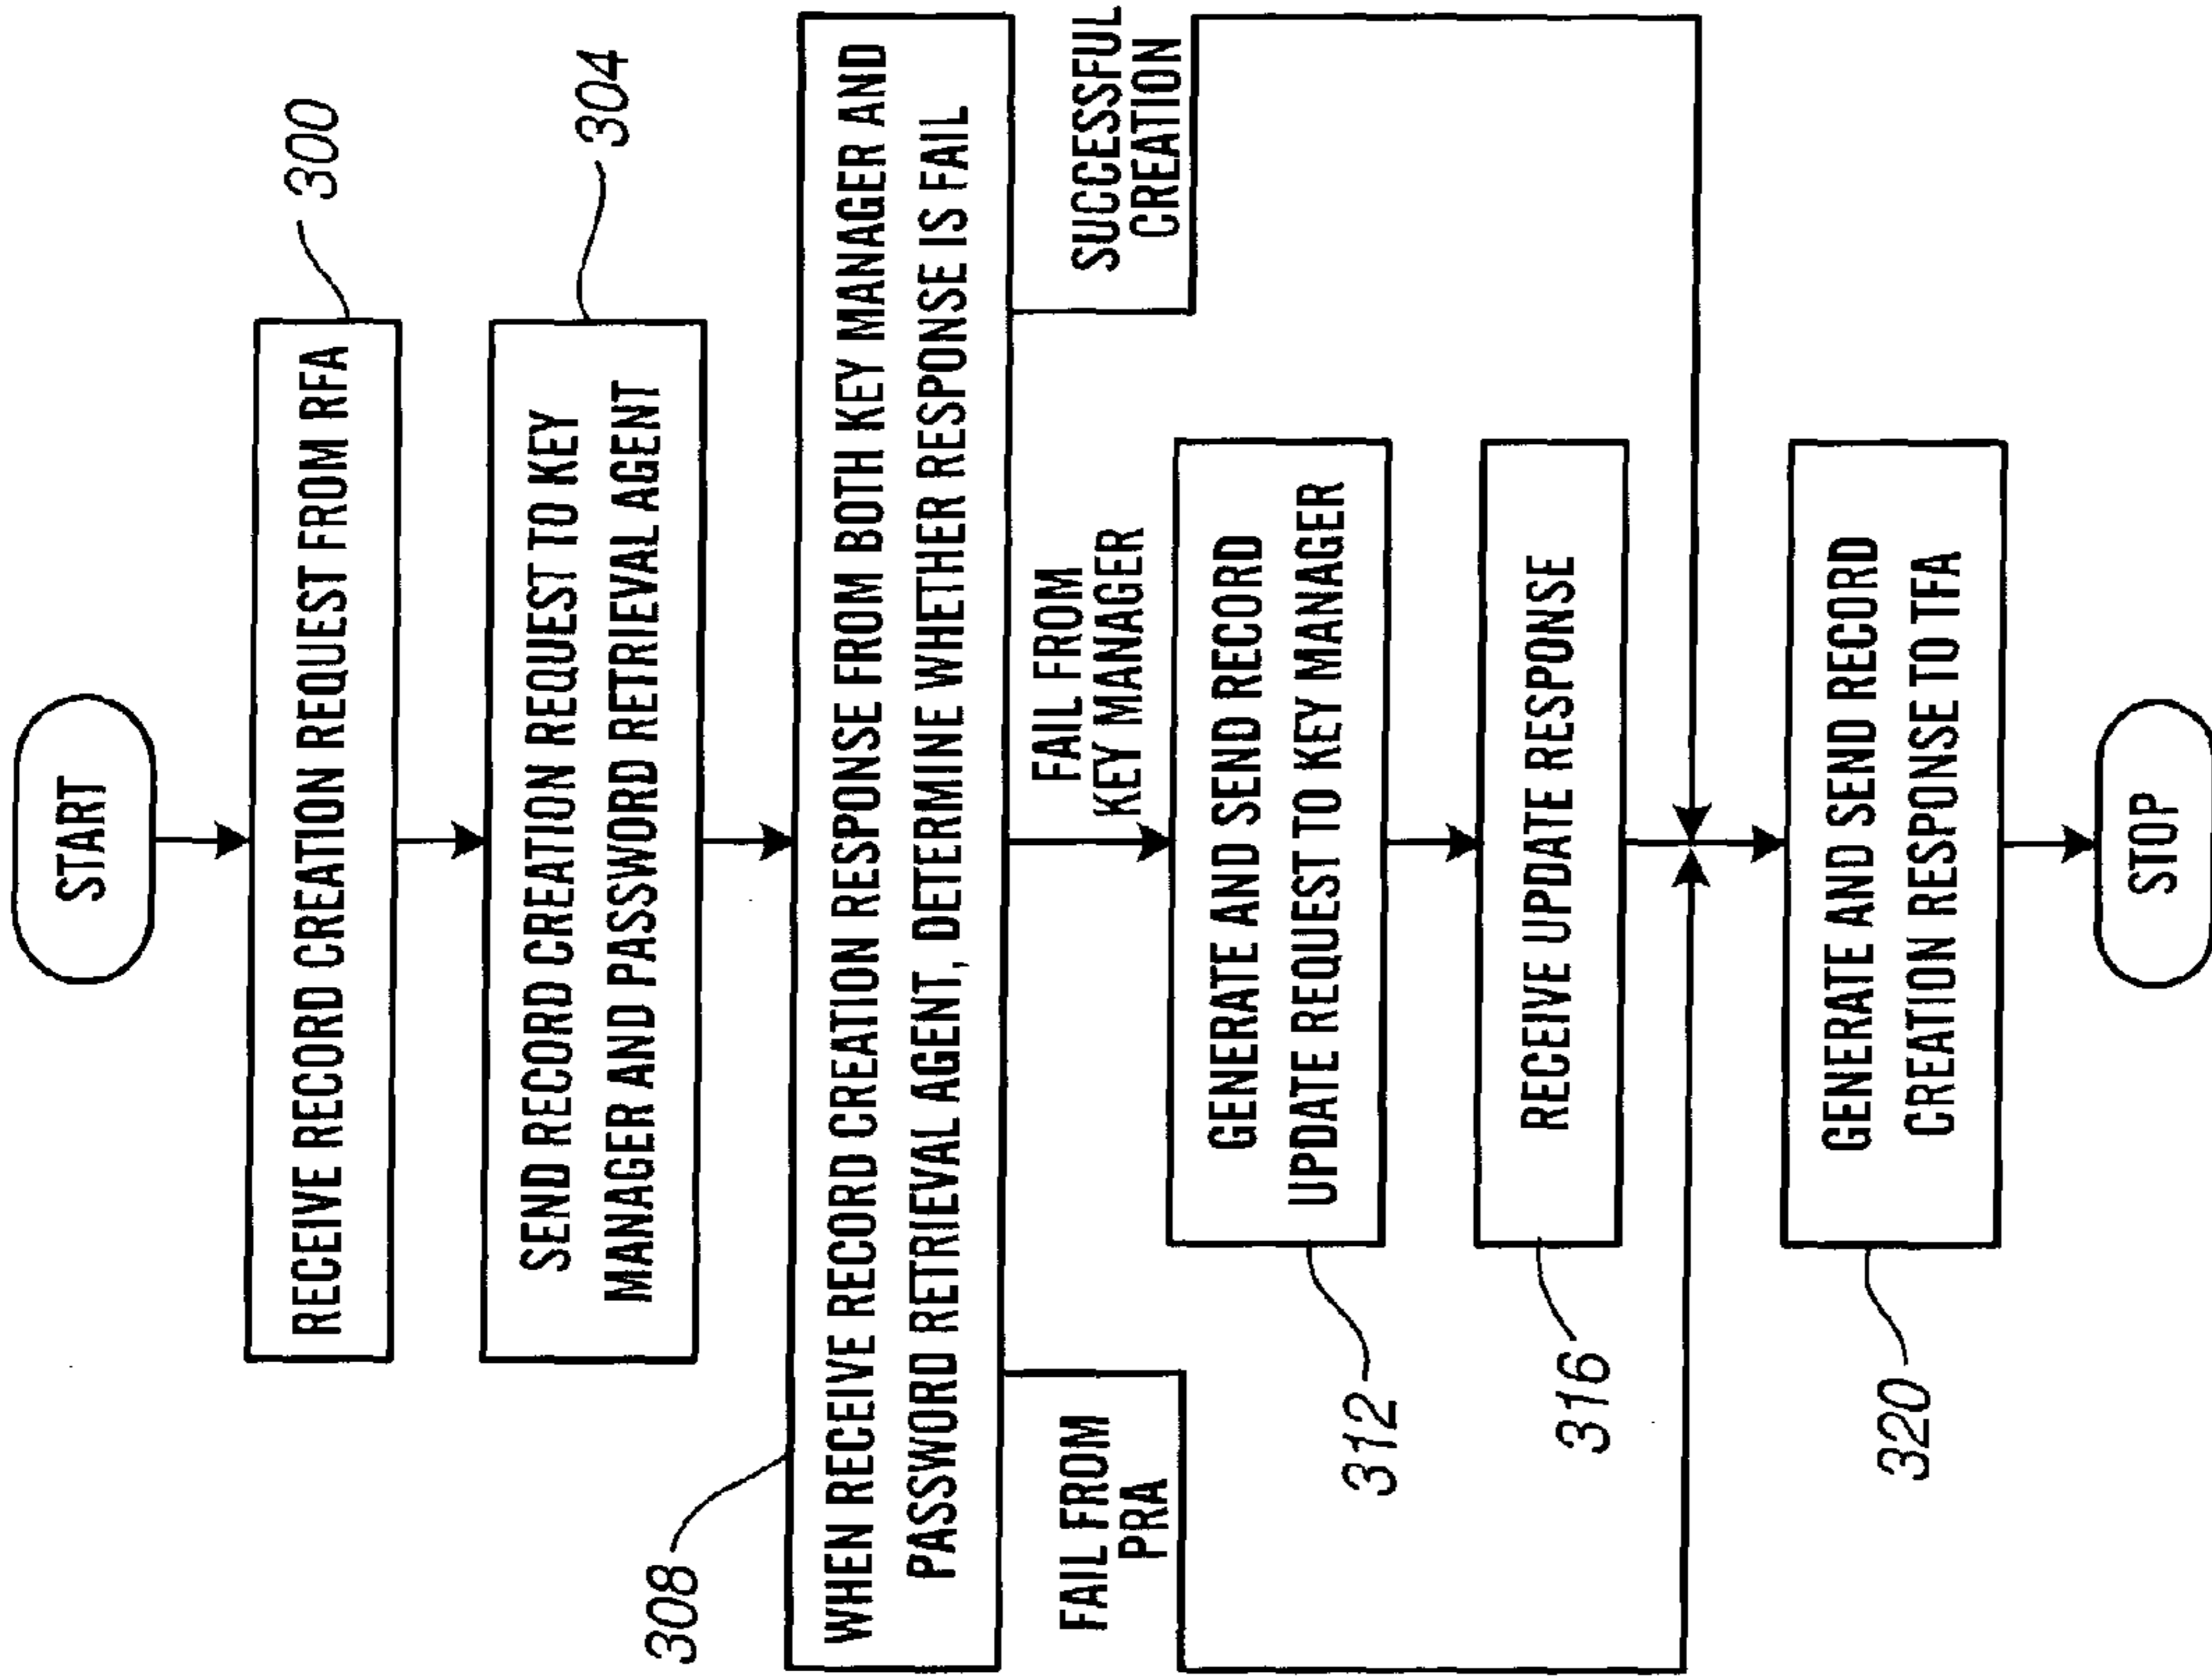 START
300
RECEIVE RECORD CREATION REQUEST FROM RFA
304
SEND RECORD CREATION REQUEST TO KEY
MANAGER AND PASSWORD RETRIEVAL AGENT
308
WHEN RECEIVE RECORD CREATION RESPONSE FROM BOTH KEY MANAGER AND
PASSWORD RETRIEVAL AGENT, DETERMINE WHETHER RESPONSE IS FAIL
FAIL FROM
PRA
FAIL FROM
KEY MANAGER
SUCCESSFUL
CREATION
GENERATE AND SEND RECORD
UPDATE REQUEST TO KEY MANAGER
312
RECEIVE UPDATE RESPONSE
316
GENERATE AND SEND RECORD
CREATION RESPONSE TO TFA
320
STOP